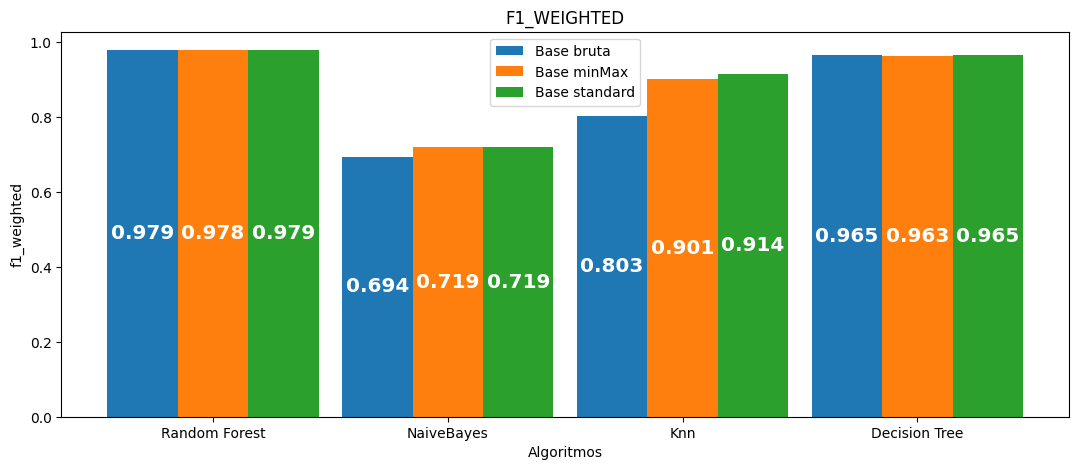 F1_WEIGHTED
Base bruta
Base minMax
Base standard
f1_weighted
1.0
0.8
0.6
0.4
0.2
0.0
0.979 0.978 0.979
0.694 0.719 0.719
0.803 0.901 0.914
0.965 0.963 0.965
Random Forest NaiveBayes Knn Decision Tree
Algoritmos